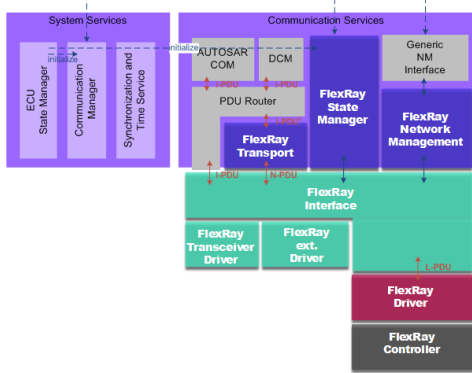 System Services
Communication Services
initialize
initialize
ECU
State Manager
Communication
Manager
Synchronization and
Time Service
AUTOSAR
COM
DCM
FlexRay
State
Manager
Generic
NM
Interface
I-PDU
I-PDU
PDU Router
I-PDU
FlexRay
Transport
FlexRay
Network
Management
I-PDU
N-PDU
FlexRay
Interface
FlexRay
Transceiver
Driver
FlexRay
ext.
Driver
L-PDU
FlexRay
Driver
FlexRay
Controller